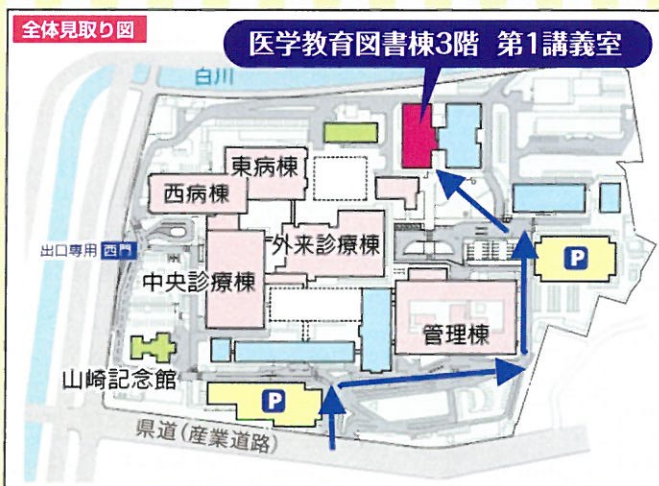 全体見取り図
医学教育図書棟3階 第1講義室
白川
東病棟
西病棟
出口専用 西門
外来診療棟
中央診療棟
管理棟
山崎記念館
P
P
県道(産業道路)